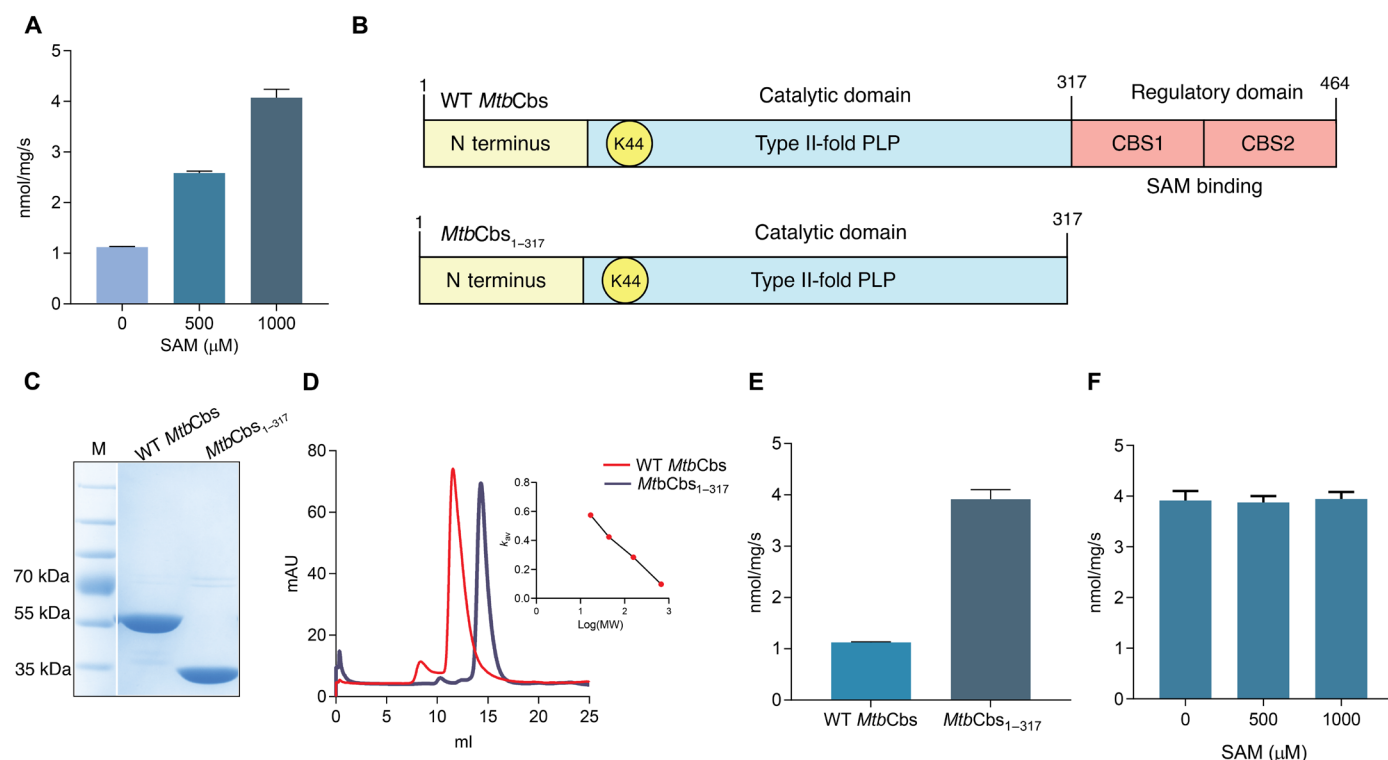 A
5
4
3
2
1
0
nmol/mg/s
0 500 1000
SAM (μM)
B
1 317 464
WT MtbCbs Catalytic domain Regulatory domain
N terminus K44 Type II-fold PLP CBS1 CBS2
SAM binding
1 317
MtbCbs1–317 Catalytic domain
N terminus K44 Type II-fold PLP
C
M WT MtbCbs MtbCbs1–317
70 kDa
55 kDa
35 kDa
D
80
60
40
20
0
mAU
0 5 10 15 20 25
ml
WT MtbCbs
MtbCbs1–317
0.8
0.6
0.4
0.2
0.0
kav
0 1 2 3
Log(MW)
E
5
4
3
2
1
0
nmol/mg/s
WT MtbCbs MtbCbs1–317
F
5
4
3
2
1
0
nmol/mg/s
0 500 1000
SAM (μM)